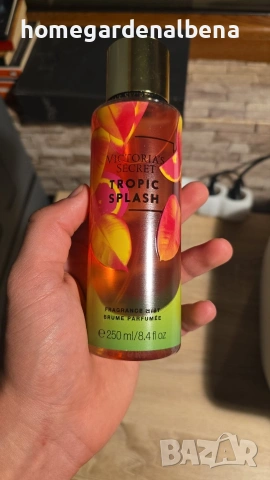 homegardenalbena
VICTORIA'S
SECRET
TROPIC
SPLASH
FRAGRANCE MIST
BRUME PARFUMÉE
℮ 250 ml/8.4 fl oz
BAZAR